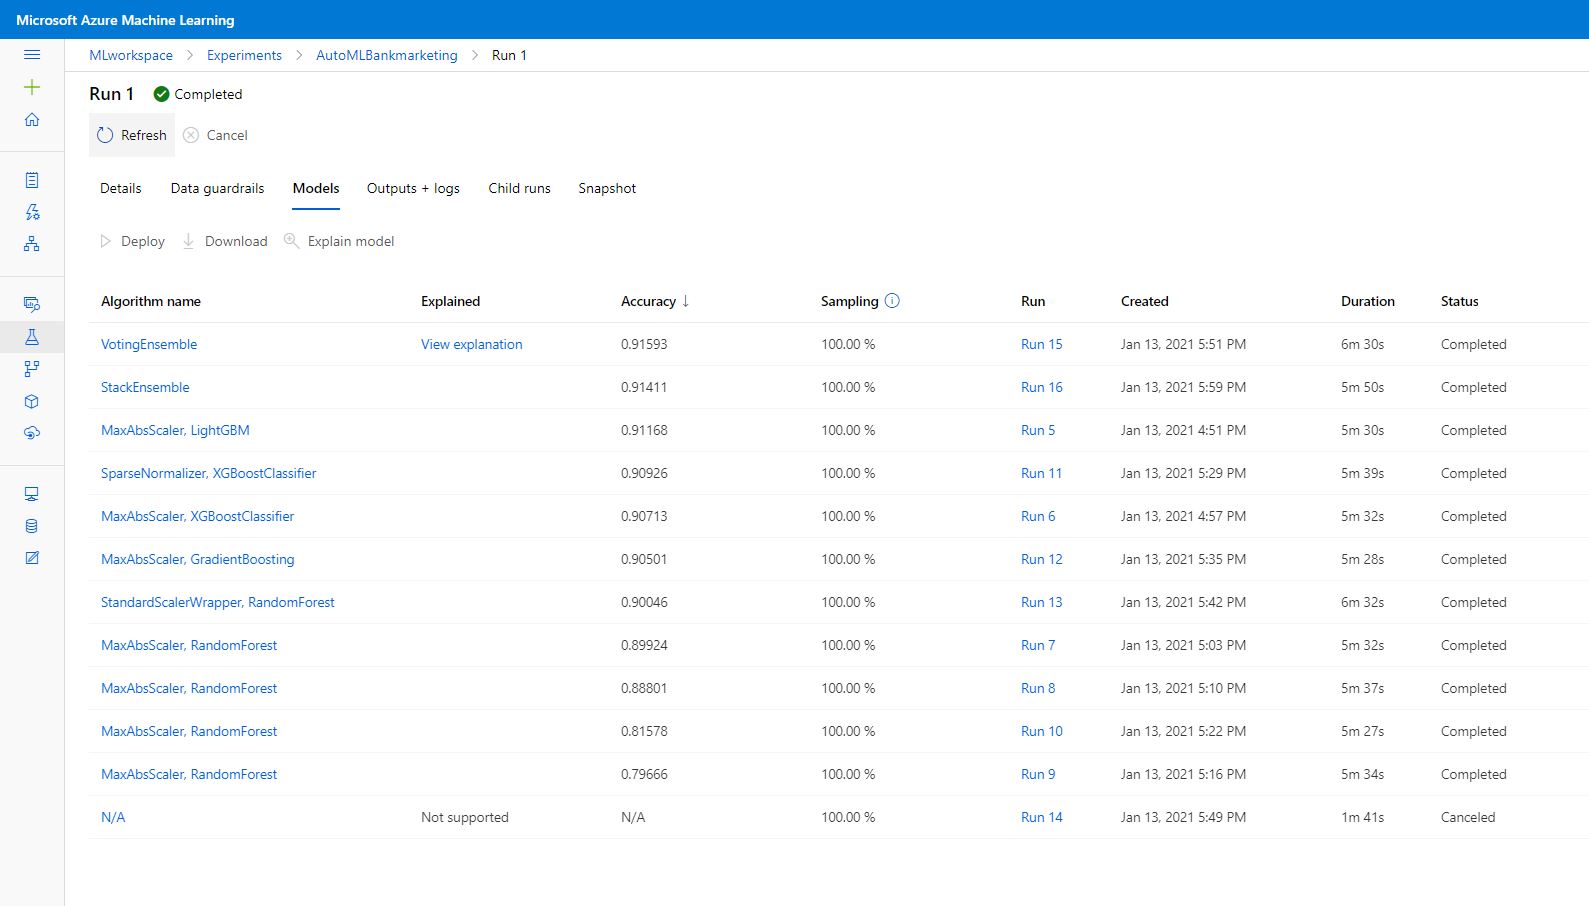 Microsoft Azure Machine Learning
MLworkspace > Experiments > AutoMLBankmarketing > Run 1
Run 1 Completed
Refresh Cancel
Details Data guardrails Models Outputs + logs Child runs Snapshot
Deploy Download Explain model
Algorithm name Explained Accuracy ↓ Sampling Run Created Duration Status
VotingEnsemble View explanation 0.91593 100.00 % Run 15 Jan 13, 2021 5:51 PM 6m 30s Completed
StackEnsemble 0.91411 100.00 % Run 16 Jan 13, 2021 5:59 PM 5m 50s Completed
MaxAbsScaler, LightGBM 0.91168 100.00 % Run 5 Jan 13, 2021 4:51 PM 5m 30s Completed
SparseNormalizer, XGBoostClassifier 0.90926 100.00 % Run 11 Jan 13, 2021 5:29 PM 5m 39s Completed
MaxAbsScaler, XGBoostClassifier 0.90713 100.00 % Run 6 Jan 13, 2021 4:57 PM 5m 32s Completed
MaxAbsScaler, GradientBoosting 0.90501 100.00 % Run 12 Jan 13, 2021 5:35 PM 5m 28s Completed
StandardScalerWrapper, RandomForest 0.90046 100.00 % Run 13 Jan 13, 2021 5:42 PM 6m 32s Completed
MaxAbsScaler, RandomForest 0.89924 100.00 % Run 7 Jan 13, 2021 5:03 PM 5m 32s Completed
MaxAbsScaler, RandomForest 0.88801 100.00 % Run 8 Jan 13, 2021 5:10 PM 5m 37s Completed
MaxAbsScaler, RandomForest 0.81578 100.00 % Run 10 Jan 13, 2021 5:22 PM 5m 27s Completed
MaxAbsScaler, RandomForest 0.79666 100.00 % Run 9 Jan 13, 2021 5:16 PM 5m 34s Completed
N/A Not supported N/A 100.00 % Run 14 Jan 13, 2021 5:49 PM 1m 41s Canceled